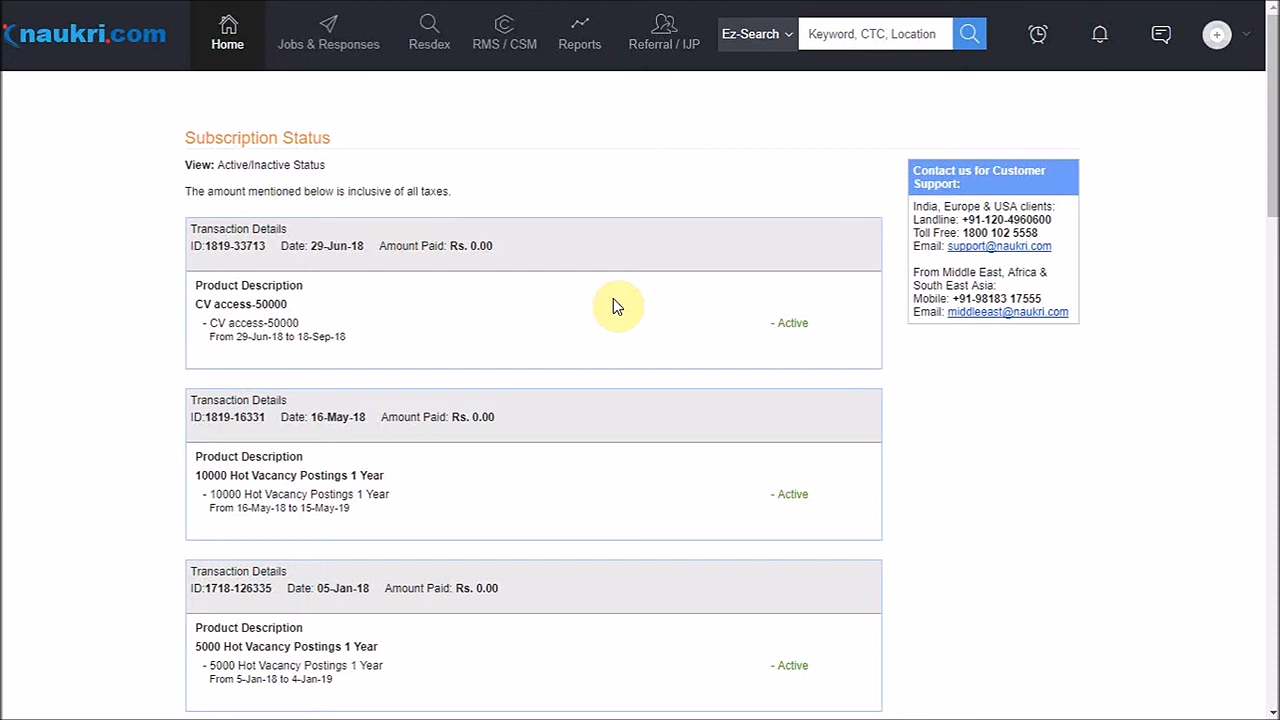 naukri.com
Home
Jobs & Responses
Resdex
RMS / CSM
Reports
Referral / IJP
Ez-Search
Keyword, CTC, Location
Subscription Status
View: Active/Inactive Status
The amount mentioned below is inclusive of all taxes.
Transaction Details
ID:1819-33713 Date: 29-Jun-18 Amount Paid: Rs. 0.00
Product Description
CV access-50000
- CV access-50000 - Active
From 29-Jun-18 to 18-Sep-18
Transaction Details
ID:1819-16331 Date: 16-May-18 Amount Paid: Rs. 0.00
Product Description
10000 Hot Vacancy Postings 1 Year
- 10000 Hot Vacancy Postings 1 Year - Active
From 16-May-18 to 15-May-19
Transaction Details
ID:1718-126335 Date: 05-Jan-18 Amount Paid: Rs. 0.00
Product Description
5000 Hot Vacancy Postings 1 Year
- 5000 Hot Vacancy Postings 1 Year - Active
From 5-Jan-18 to 4-Jan-19
Contact us for Customer
Support:
India, Europe & USA clients:
Landline: +91-120-4960600
Toll Free: 1800 102 5558
Email: support@naukri.com
From Middle East, Africa &
South East Asia:
Mobile: +91-98183 17555
Email: middleeast@naukri.com